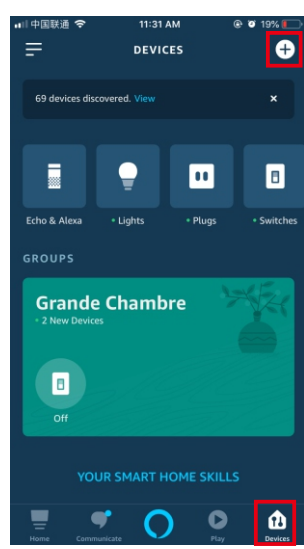 中国联通 11:31 AM 19%
DEVICES
69 devices discovered. View
Echo & Alexa
Lights
Plugs
Switches
GROUPS
Grande Chambre
2 New Devices
Off
YOUR SMART HOME SKILLS
Home
Communicate
Play
Devices